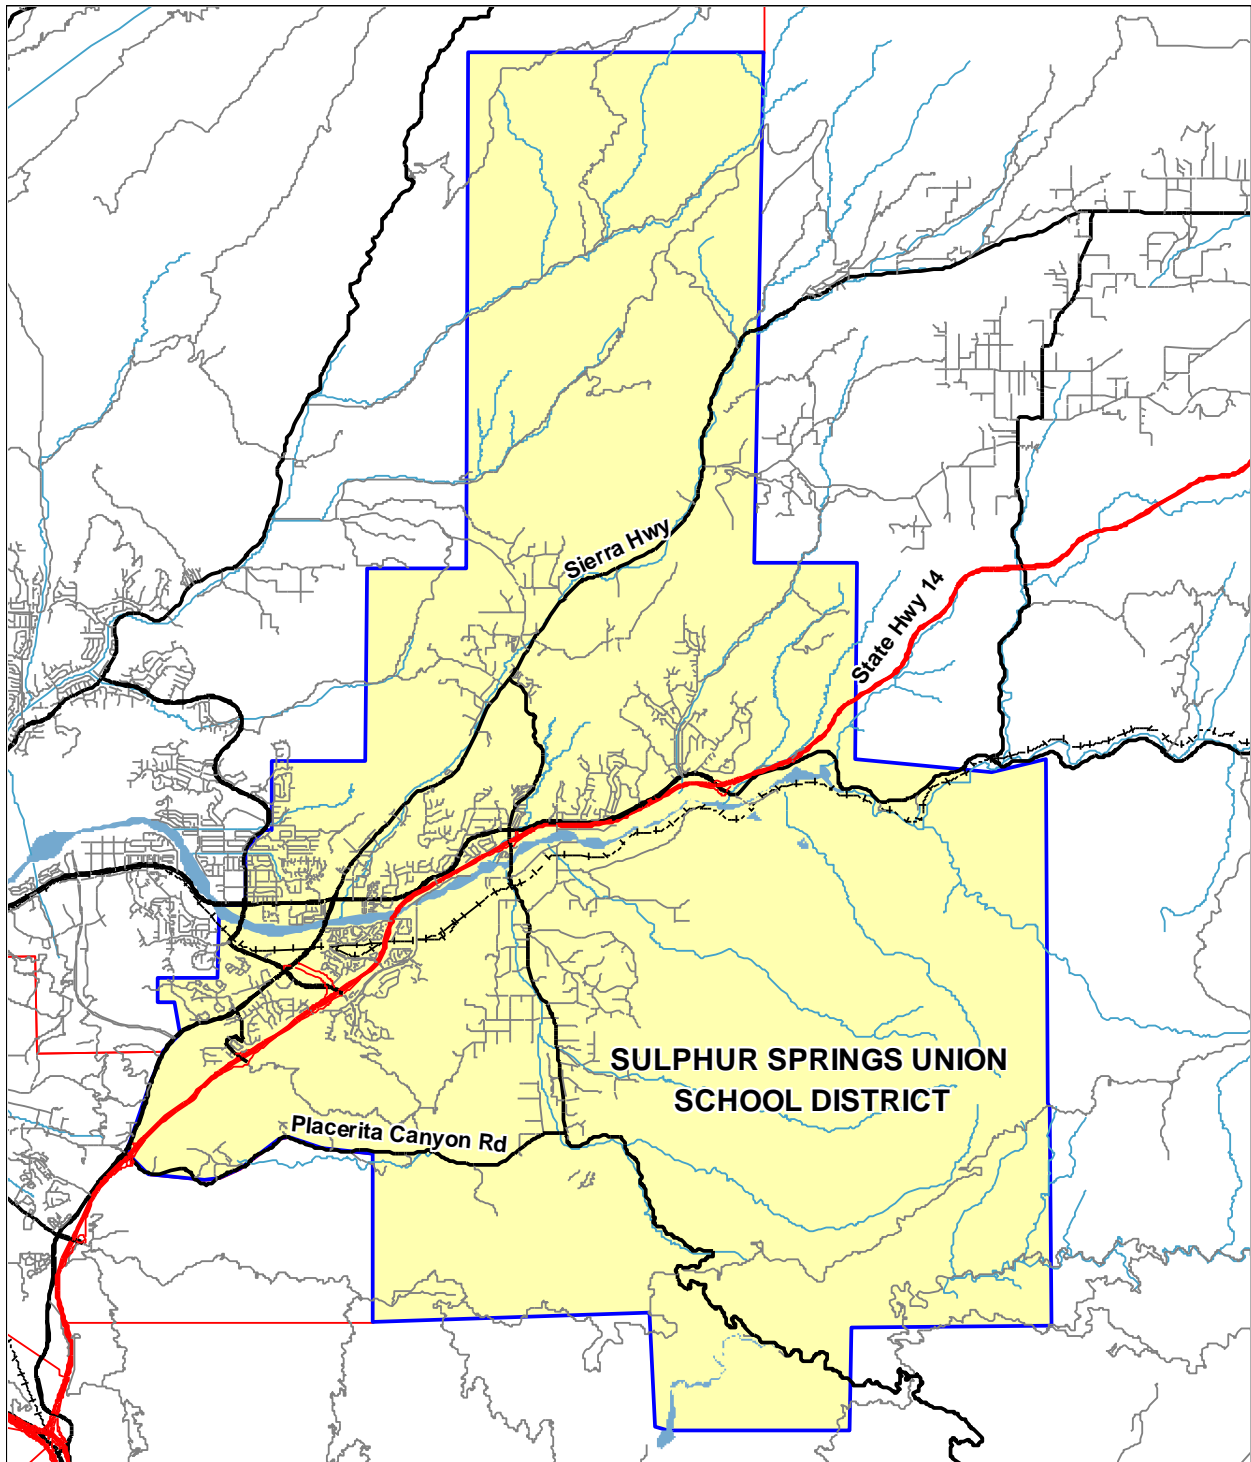 Sierra Hwy
State Hwy 14
SULPHUR SPRINGS UNION
SCHOOL DISTRICT
Placerita Canyon Rd